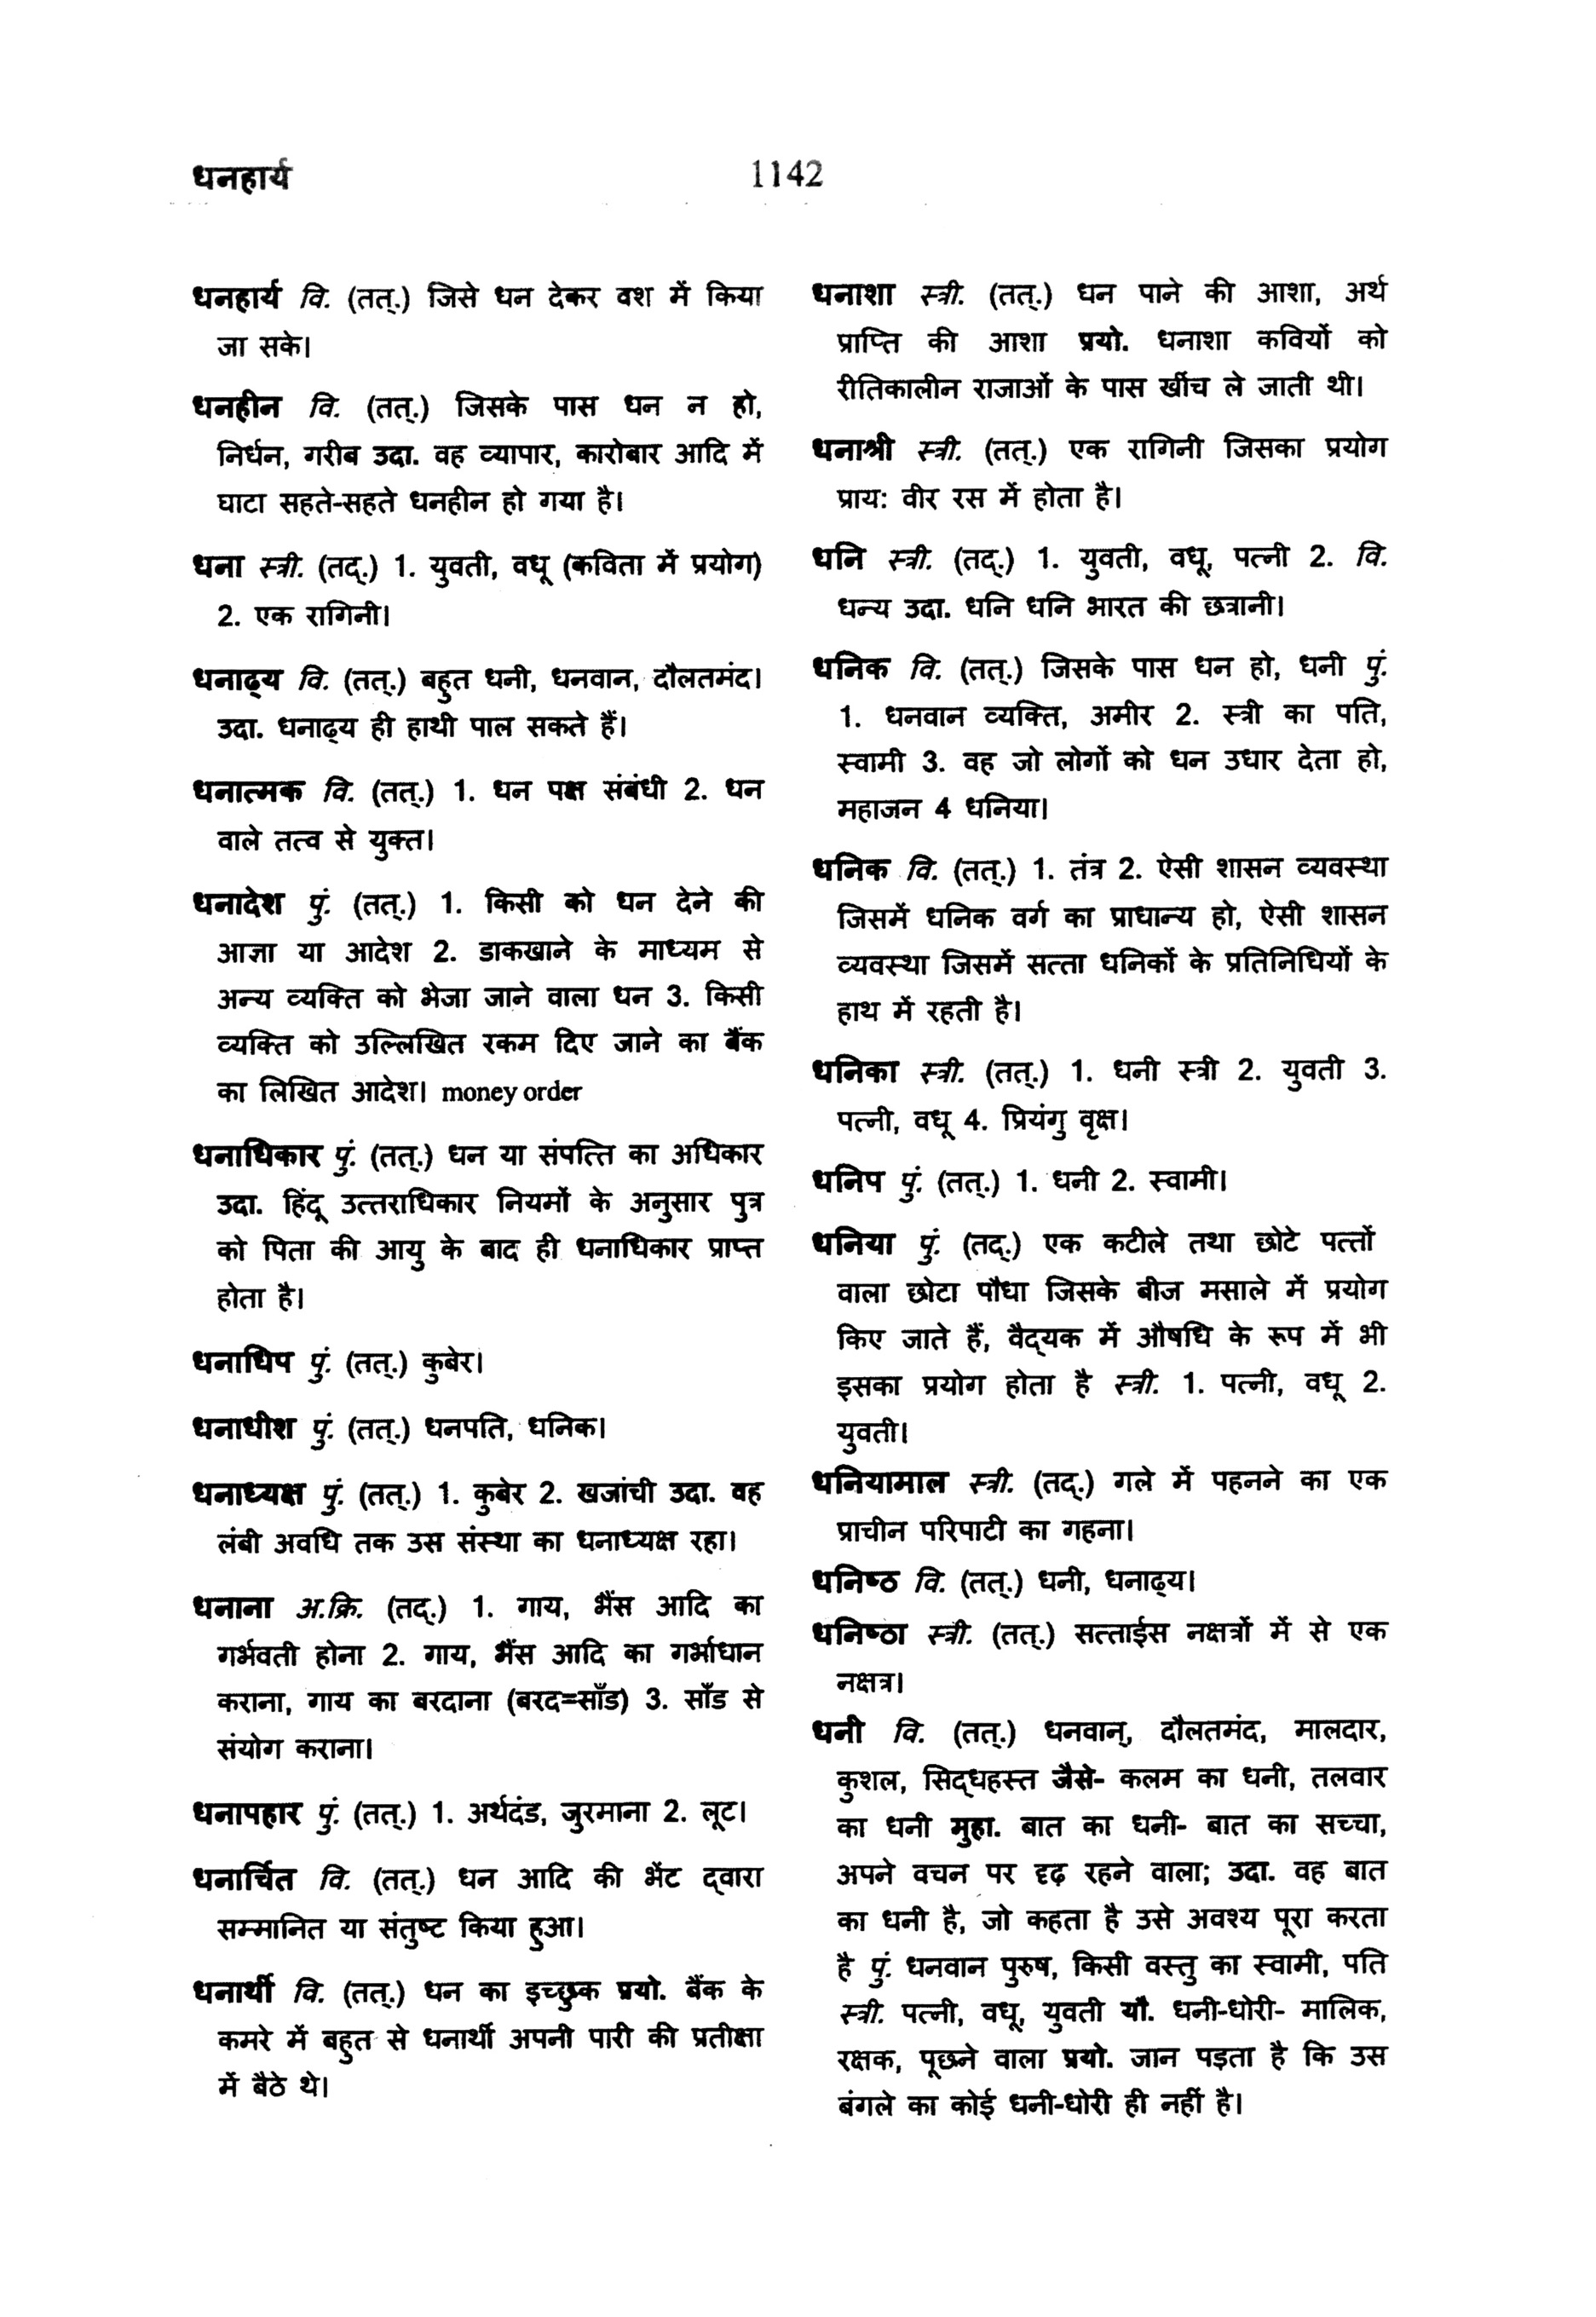 धनहार्य
1142
धनहार्य वि. (तत्.) जिसे धन देकर वश में किया
जा सके।
धनहीन वि. (तत्.) जिसके पास धन न हो,
निर्धन, गरीब उदा. वह व्यापार, कारोबार आदि में
घाटा सहते-सहते धनहीन हो गया है।
धना स्त्री. (तद्.) 1. युवती, वधू (कविता में प्रयोग)
2. एक रागिनी।
धनाढ्य वि. (तत्.) बहुत धनी, धनवान, दौलतमंद।
उदा. धनाढ्य ही हाथी पाल सकते हैं।
धनात्मक वि. (तत्.) 1. धन पक्ष संबंधी 2. धन
वाले तत्व से युक्त।
धनादेश पुं. (तत्.) 1. किसी को धन देने की
आज्ञा या आदेश 2. डाकखाने के माध्यम से
अन्य व्यक्ति को भेजा जाने वाला धन 3. किसी
व्यक्ति को उल्लिखित रकम दिए जाने का बैंक
का लिखित आदेश। money order
धनाधिकार पुं. (तत्.) धन या संपत्ति का अधिकार
उदा. हिंदू उत्तराधिकार नियमों के अनुसार पुत्र
को पिता की आयु के बाद ही धनाधिकार प्राप्त
होता है।
धनाधिप पुं. (तत्.) कुबेर।
धनाधीश पुं. (तत्.) धनपति, धनिक।
धनाध्यक्ष पुं. (तत्.) 1. कुबेर 2. खजांची उदा. वह
लंबी अवधि तक उस संस्था का धनाध्यक्ष रहा।
धनाना अ.क्रि. (तद्.) 1. गाय, भैंस आदि का
गर्भवती होना 2. गाय, भैंस आदि का गर्भाधान
कराना, गाय का बरदाना (बरद=साँड) 3. साँड से
संयोग कराना।
धनापहार पुं. (तत्.) 1. अर्थदंड, जुरमाना 2. लूट।
धनार्चित वि. (तत्.) धन आदि की भेंट द्वारा
सम्मानित या संतुष्ट किया हुआ।
धनार्थी वि. (तत्.) धन का इच्छुक प्रयो. बैंक के
कमरे में बहुत से धनार्थी अपनी पारी की प्रतीक्षा
में बैठे थे।
धनाशा स्त्री. (तत्.) धन पाने की आशा, अर्थ
प्राप्ति की आशा प्रयो. धनाशा कवियों को
रीतिकालीन राजाओं के पास खींच ले जाती थी।
धनाश्री स्त्री. (तत्.) एक रागिनी जिसका प्रयोग
प्राय: वीर रस में होता है।
धनि स्त्री. (तद्.) 1. युवती, वधू, पत्नी 2. वि.
धन्य उदा. धनि धनि भारत की छत्रानी।
धनिक वि. (तत्.) जिसके पास धन हो, धनी पुं.
1. धनवान व्यक्ति, अमीर 2. स्त्री का पति,
स्वामी 3. वह जो लोगों को धन उधार देता हो,
महाजन 4 धनिया।
धनिक वि. (तत्.) 1. तंत्र 2. ऐसी शासन व्यवस्था
जिसमें धनिक वर्ग का प्राधान्य हो, ऐसी शासन
व्यवस्था जिसमें सत्ता धनिकों के प्रतिनिधियों के
हाथ में रहती है।
धनिका स्त्री. (तत्.) 1. धनी स्त्री 2. युवती 3.
पत्नी, वधू 4. प्रियंगु वृक्ष।
धनिप पुं. (तत्.) 1. धनी 2. स्वामी।
धनिया पुं. (तद्.) एक कटीले तथा छोटे पत्तों
वाला छोटा पौधा जिसके बीज मसाले में प्रयोग
किए जाते हैं, वैद्यक में औषधि के रूप में भी
इसका प्रयोग होता है स्त्री. 1. पत्नी, वधू 2.
युवती।
धनियामाल स्त्री. (तद्.) गले में पहनने का एक
प्राचीन परिपाटी का गहना।
धनिष्ठ वि. (तत्.) धनी, धनाढ्य।
धनिष्ठा स्त्री. (तत्.) सत्ताईस नक्षत्रों में से एक
नक्षत्र।
धनी वि. (तत्.) धनवान्, दौलतमंद, मालदार,
कुशल, सिद्धहस्त जैसे- कलम का धनी, तलवार
का धनी मुहा. बात का धनी- बात का सच्चा,
अपने वचन पर दृढ़ रहने वाला; उदा. वह बात
का धनी है, जो कहता है उसे अवश्य पूरा करता
है पुं. धनवान पुरुष, किसी वस्तु का स्वामी, पति
स्त्री. पत्नी, वधू, युवती यौ. धनी-धोरी- मालिक,
रक्षक, पूछने वाला प्रयो. जान पड़ता है कि उस
बंगले का कोई धनी-धोरी ही नहीं है।